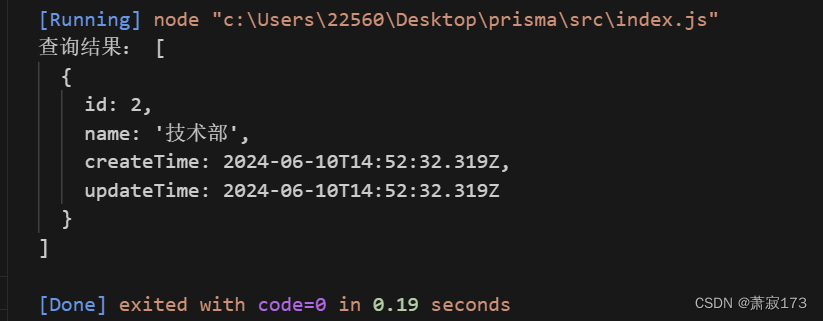 [Running] node "c:\Users\22560\Desktop\prisma\src\index.js"
查询结果： [
{
id: 2,
name: '技术部',
createTime: 2024-06-10T14:52:32.319Z,
updateTime: 2024-06-10T14:52:32.319Z
}
]
[Done] exited with code=0 in 0.19 seconds
CSDN @萧寂173